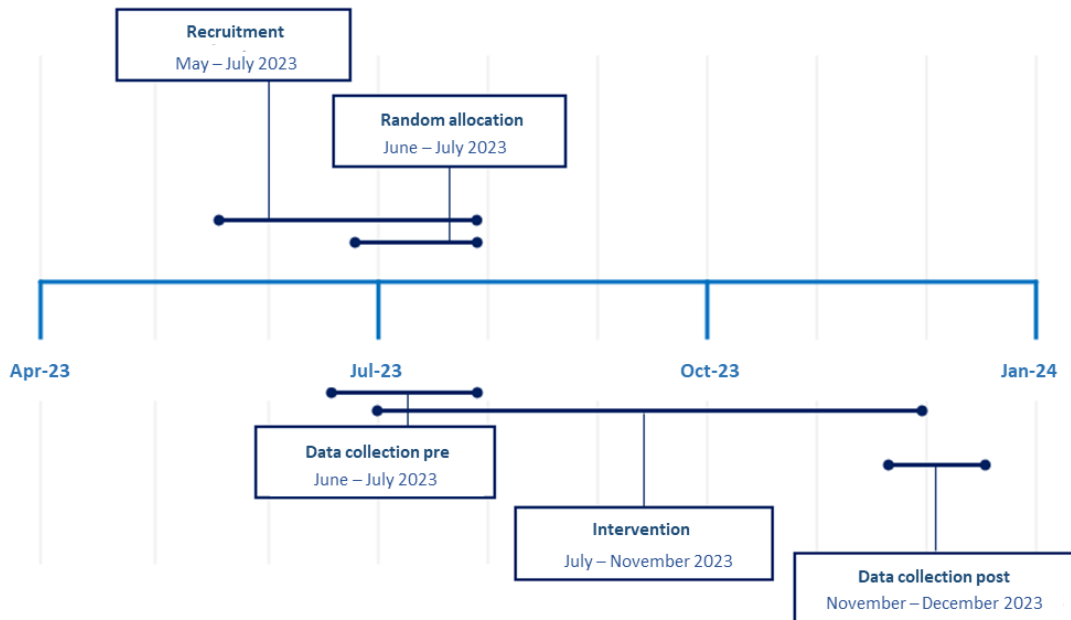 Recruitment
May – July 2023
Random allocation
June – July 2023
Apr-23
Jul-23
Oct-23
Jan-24
Data collection pre
June – July 2023
Intervention
July – November 2023
Data collection post
November – December 2023